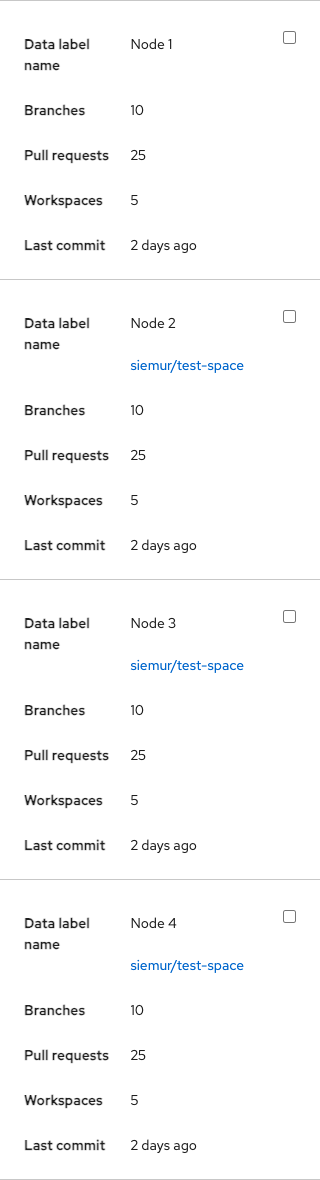 Data label name Node 1
Branches 10
Pull requests 25
Workspaces 5
Last commit 2 days ago
Data label name Node 2
siemur/test-space
Branches 10
Pull requests 25
Workspaces 5
Last commit 2 days ago
Data label name Node 3
siemur/test-space
Branches 10
Pull requests 25
Workspaces 5
Last commit 2 days ago
Data label name Node 4
siemur/test-space
Branches 10
Pull requests 25
Workspaces 5
Last commit 2 days ago